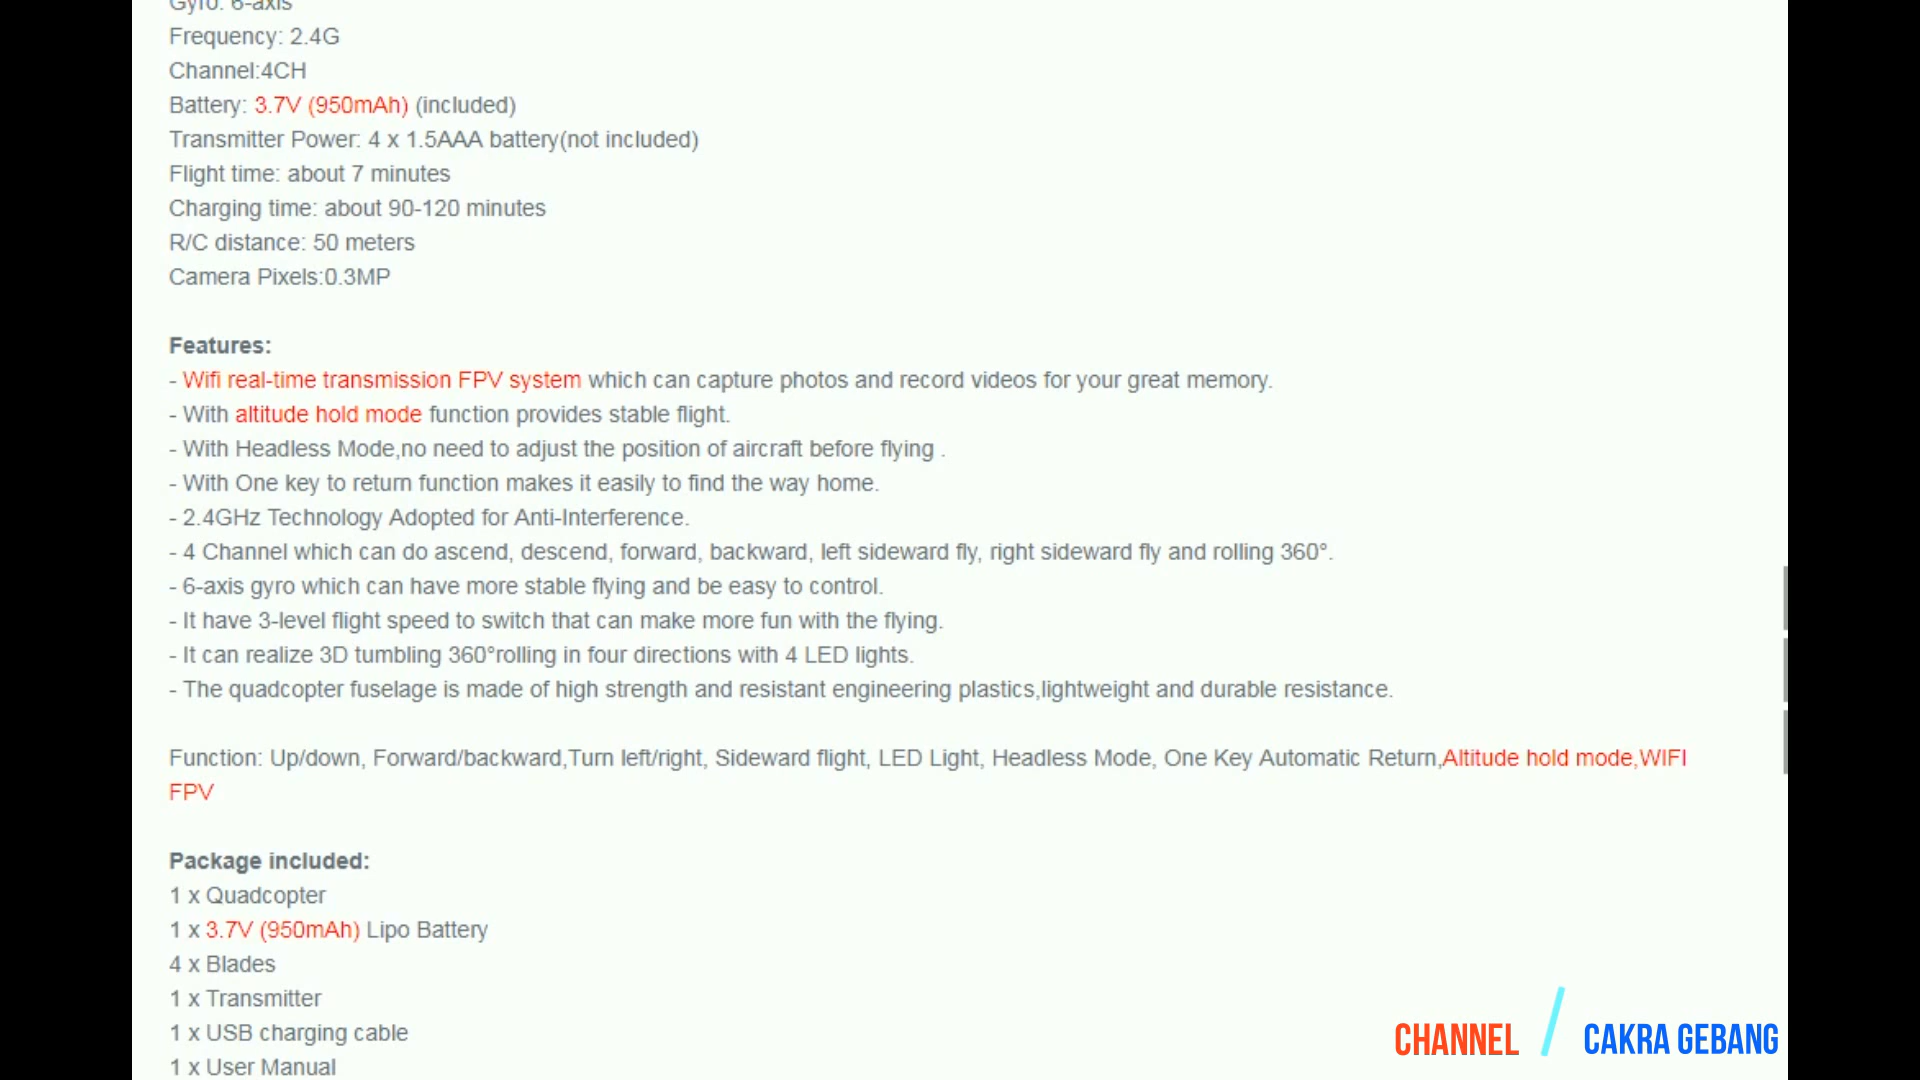 Gyro: 6-axis
Frequency: 2.4G
Channel:4CH
Battery: 3.7V (950mAh) (included)
Transmitter Power: 4 x 1.5AAA battery(not included)
Flight time: about 7 minutes
Charging time: about 90-120 minutes
R/C distance: 50 meters
Camera Pixels:0.3MP
Features:
- Wifi real-time transmission FPV system which can capture photos and record videos for your great memory.
- With altitude hold mode function provides stable flight.
- With Headless Mode,no need to adjust the position of aircraft before flying .
- With One key to return function makes it easily to find the way home.
- 2.4GHz Technology Adopted for Anti-Interference.
- 4 Channel which can do ascend, descend, forward, backward, left sideward fly, right sideward fly and rolling 360°.
- 6-axis gyro which can have more stable flying and be easy to control.
- It have 3-level flight speed to switch that can make more fun with the flying.
- It can realize 3D tumbling 360°rolling in four directions with 4 LED lights.
- The quadcopter fuselage is made of high strength and resistant engineering plastics,lightweight and durable resistance.
Function: Up/down, Forward/backward,Turn left/right, Sideward flight, LED Light, Headless Mode, One Key Automatic Return,Altitude hold mode,WIFI
FPV
Package included:
1 x Quadcopter
1 x 3.7V (950mAh) Lipo Battery
4 x Blades
1 x Transmitter
1 x USB charging cable
1 x User Manual
CHANNEL / CAKRA GEBANG